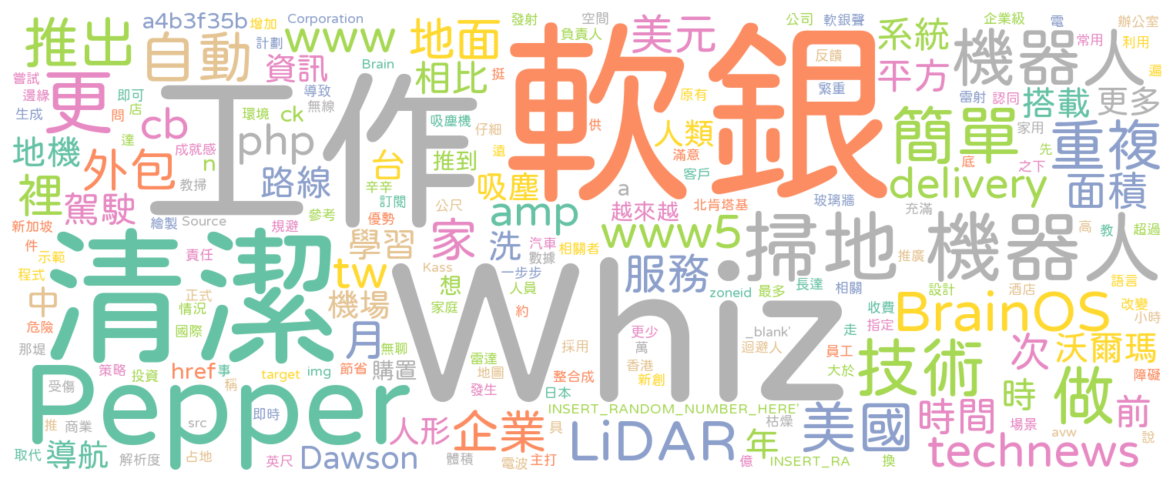 推出 a4b3f35b 增加 Corporation 發射 空間 公司 軟銀聲 企業級 電 辦公室
自動 計劃 www 地面 負責人 美元 系統 機器人 常用 利用
嘗試 更 資訊 Brain 相比 軟銀 反饋 平方 遍
邊緣 即可 導致 挺 繁重 雷射 認同 搭載 更多
生成 問 店 cb 環境 無線 ck 吸塵機 原有 人類 簡單 家用 重複
地機 達 成就感 php 工作 仔細 供 滿意 先
外包 n 路線 台 推到 遠 客戶 底 之下 面積
裡 教掃 辛辛 訂閱 吸塵 a 北肯塔基 玻璃牆 delivery
新加坡 駕駛 繪製 Source 參考 優勢 公尺 amp 越來越 充滿
件 示範 責任 規避 學習 家 洗 汽車 相關者 www5 掃地 機器人 推廣 高 教 超過
程式 清潔 正式 tw Kass 數據 一步步 服務 相關 語言
危險 中 情況 機場 想 家庭 人員 zoneid 最多 長達 設計 酒店 改變
那堤 國際 月 無聊 約 Whiz 更少 _blank' 收費 BrainOS 小時
策略 投資 href 事 節省 購置 雷達 採用 萬 迴避人 走 指定 沃爾瑪
受傷 稱 target img 地圖 整合成 香港 新創 員工 技術 次 障礙
Pepper 發生 日本 大於 做
推 商業 src 即時 INSERT_RANDOM_NUMBER_HERE' 枯燥 時間 時 前
取代 導航 解析度 占地 英尺 Dawson 人形 企業 具 LiDAR 年 美國 場景 avw 說
體積 電波 主打 億 INSERT_RA 換 technews